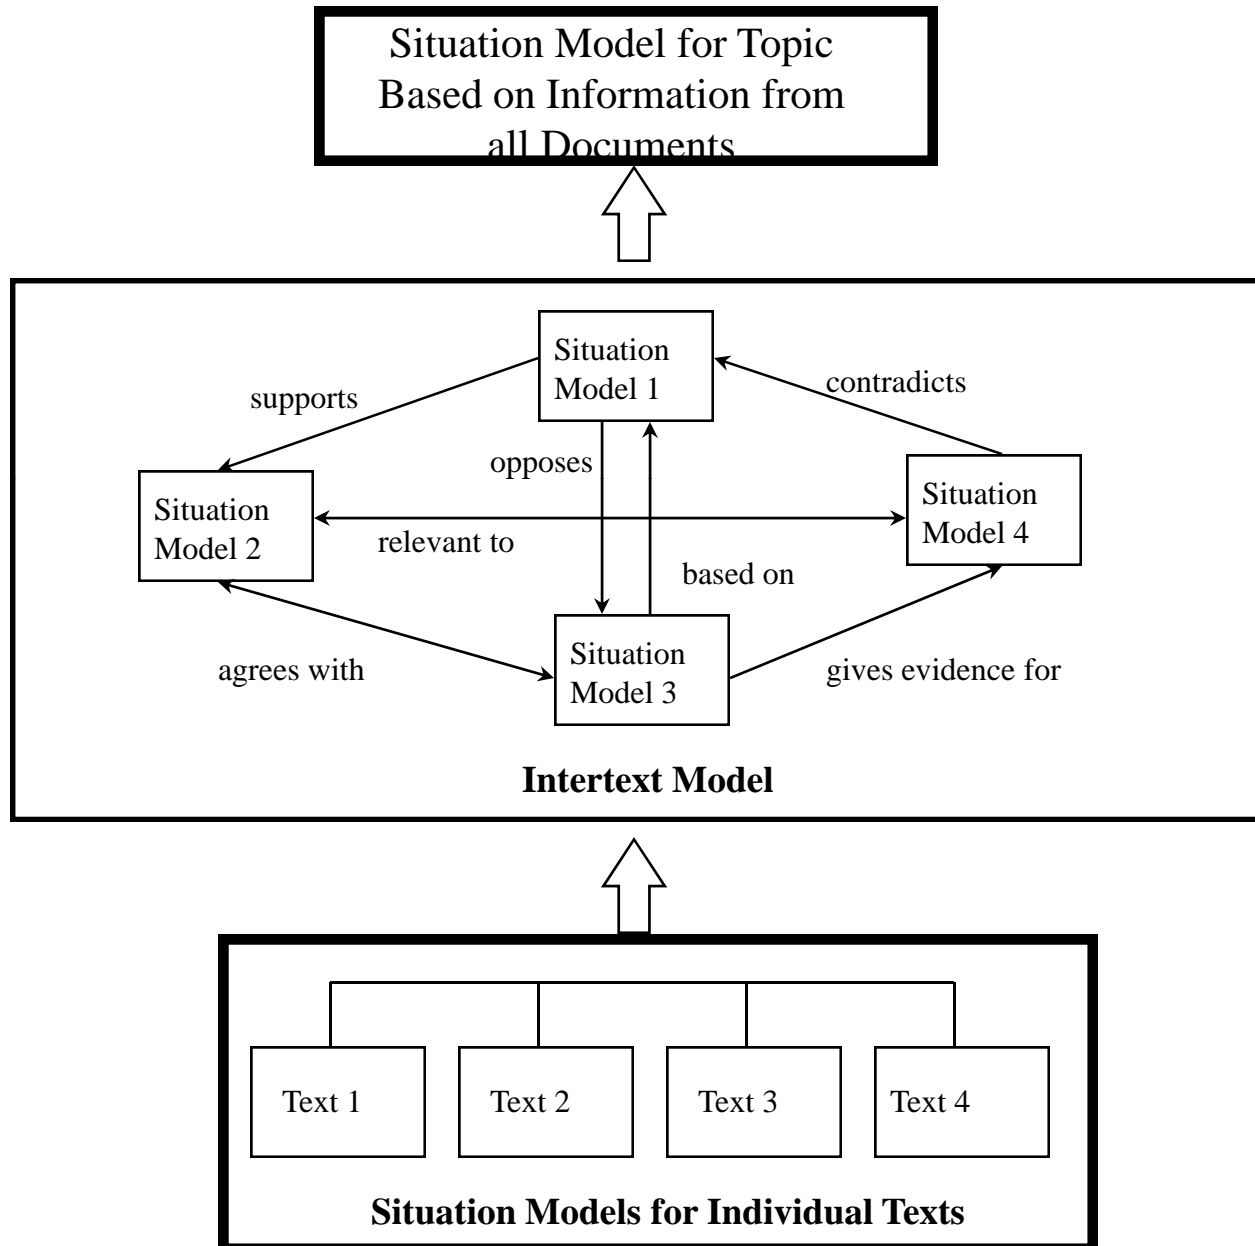 Situation Model for Topic
Based on Information from
all Documents
Situation
Model 1
supports
contradicts
opposes
Situation
Model 2
Situation
Model 4
relevant to
based on
agrees with
Situation
Model 3
gives evidence for
Intertext Model
Text 1
Text 2
Text 3
Text 4
Situation Models for Individual Texts